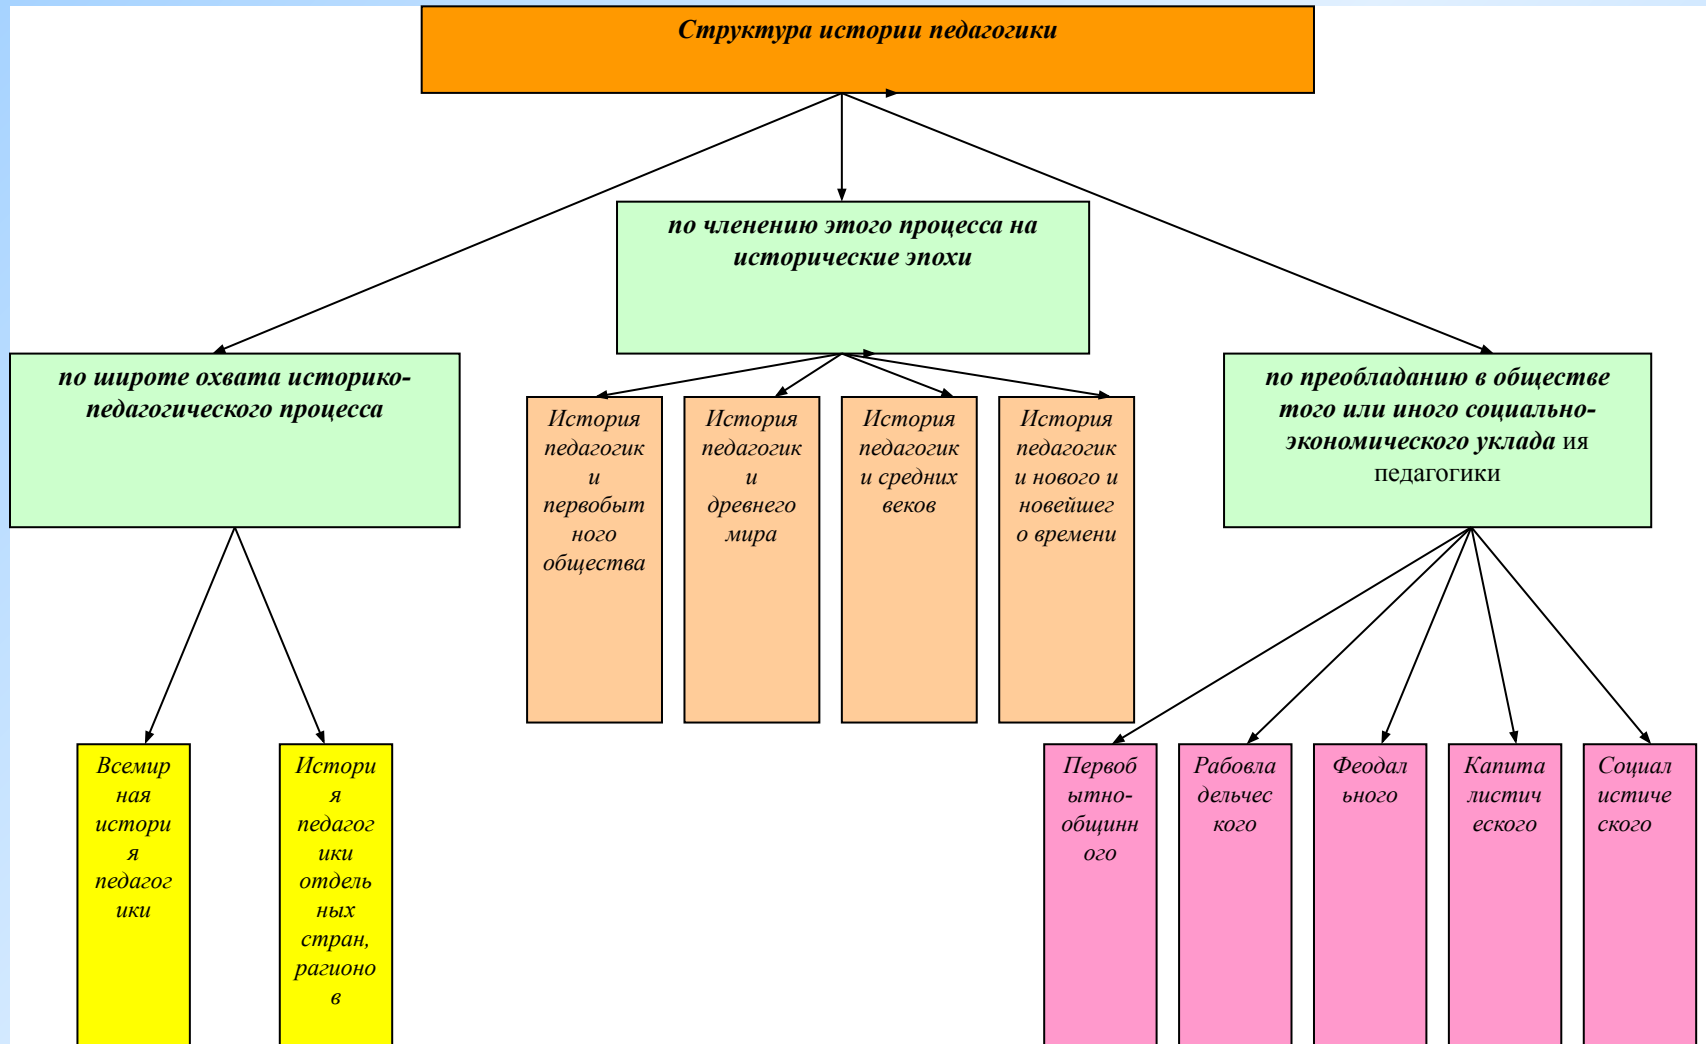 Структура истории педагогики
по членению этого процесса на
исторические эпохи
по широте охвата историко-
педагогического процесса
по преобладанию в обществе
того или иного социально-
экономического уклада ия
педагогики
История
педагогик
и
первобыт
ного
общества
История
педагогик
и
древнего
мира
История
педагогик
и средних
веков
История
педагогик
и нового и
новейшег
о времени
Всемир
ная
истори
я
педагог
ики
Истори
я
педагог
ики
отдель
ных
стран,
рагионо
в
Первоб
ытно-
общинн
ого
Рабовла
дельчес
кого
Феодал
ьного
Капита
листич
еского
Социал
истиче
ского